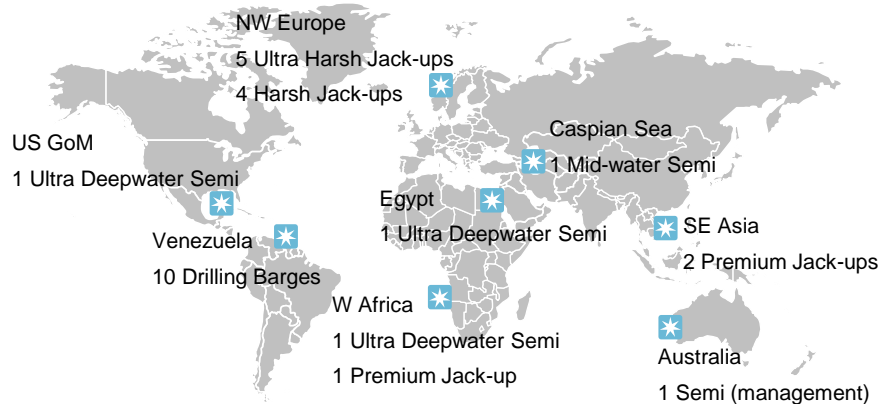 NW Europe
5 Ultra Harsh Jack-ups
4 Harsh Jack-ups
US GoM
1 Ultra Deepwater Semi
Caspian Sea
1 Mid-water Semi
Egypt
1 Ultra Deepwater Semi
Venezuela
10 Drilling Barges
SE Asia
2 Premium Jack-ups
W Africa
1 Ultra Deepwater Semi
1 Premium Jack-up
Australia
1 Semi (management)